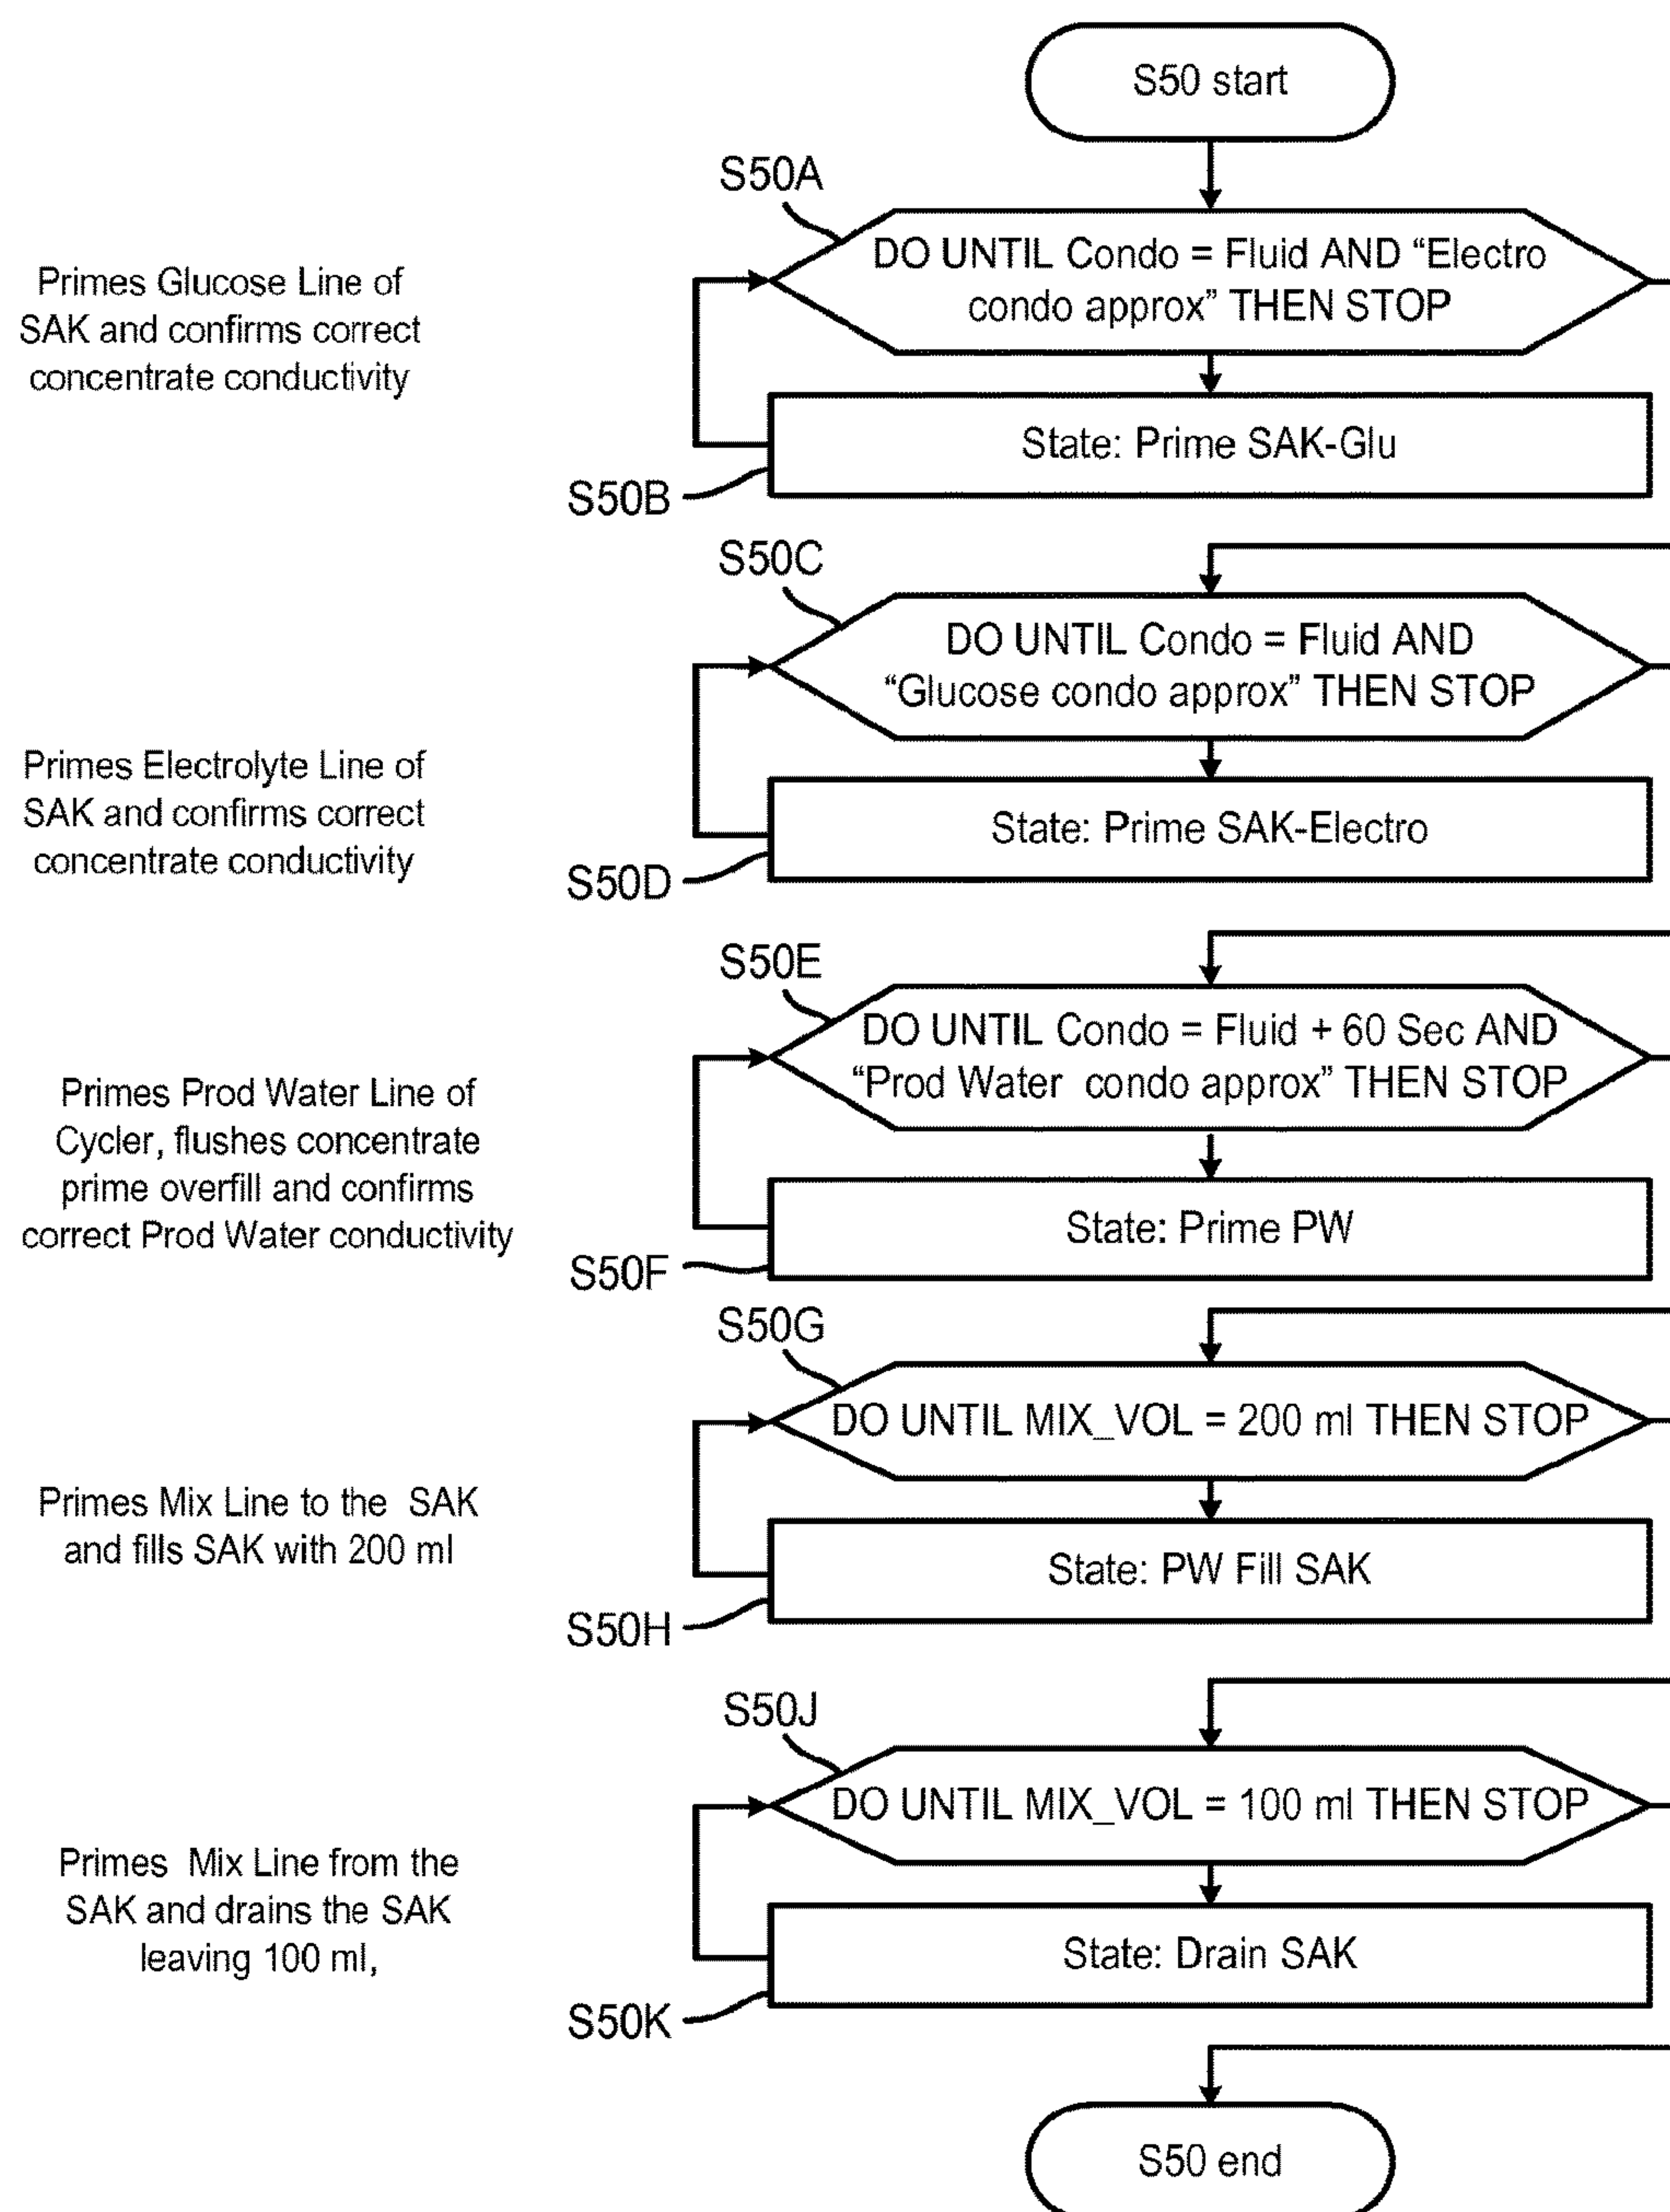 S50 start
S50A
Primes Glucose Line of
SAK and confirms correct
concentrate conductivity
DO UNTIL Condo = Fluid AND “Electro
condo approx” THEN STOP
State: Prime SAK-Glu
S50B
S50C
DO UNTIL Condo = Fluid AND
“Glucose condo approx” THEN STOP
Primes Electrolyte Line of
SAK and confirms correct
concentrate conductivity
State: Prime SAK-Electro
S50D
S50E
DO UNTIL Condo = Fluid + 60 Sec AND
“Prod Water condo approx” THEN STOP
Primes Prod Water Line of
Cycler, flushes concentrate
prime overfill and confirms
correct Prod Water conductivity
State: Prime PW
S50F
S50G
DO UNTIL MIX_VOL = 200 ml THEN STOP
Primes Mix Line to the SAK
and fills SAK with 200 ml
State: PW Fill SAK
S50H
S50J
DO UNTIL MIX_VOL = 100 ml THEN STOP
Primes Mix Line from the
SAK and drains the SAK
leaving 100 ml,
State: Drain SAK
S50K
S50 end